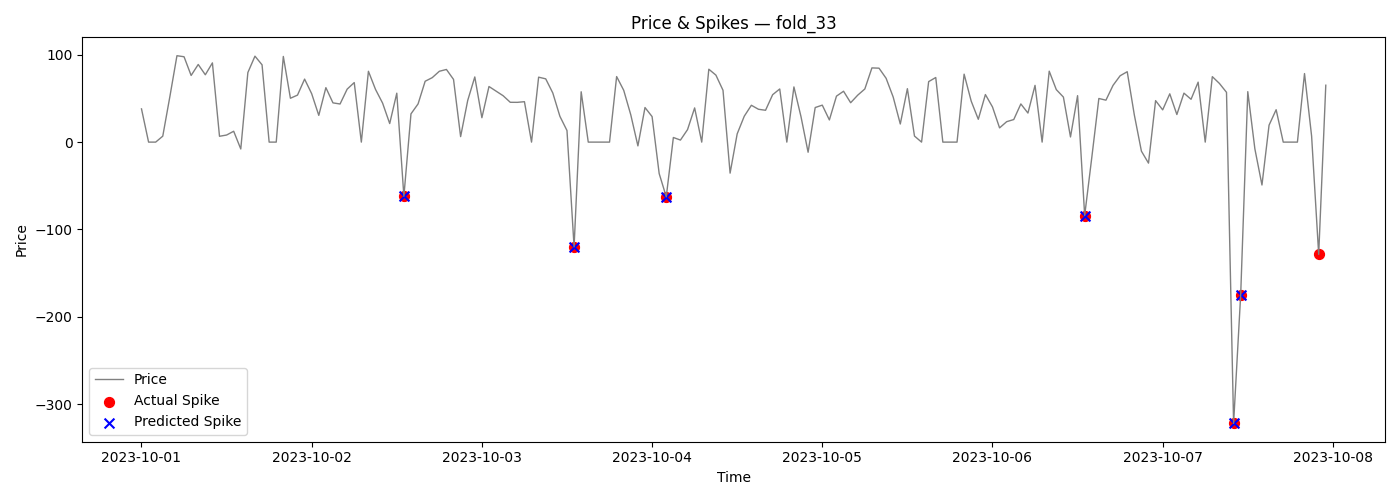 Price & Spikes — fold_33
100
0
−100
−200
−300
Price
Price
Actual Spike
Predicted Spike
2023-10-01 2023-10-02 2023-10-03 2023-10-04 2023-10-05 2023-10-06 2023-10-07 2023-10-08
Time